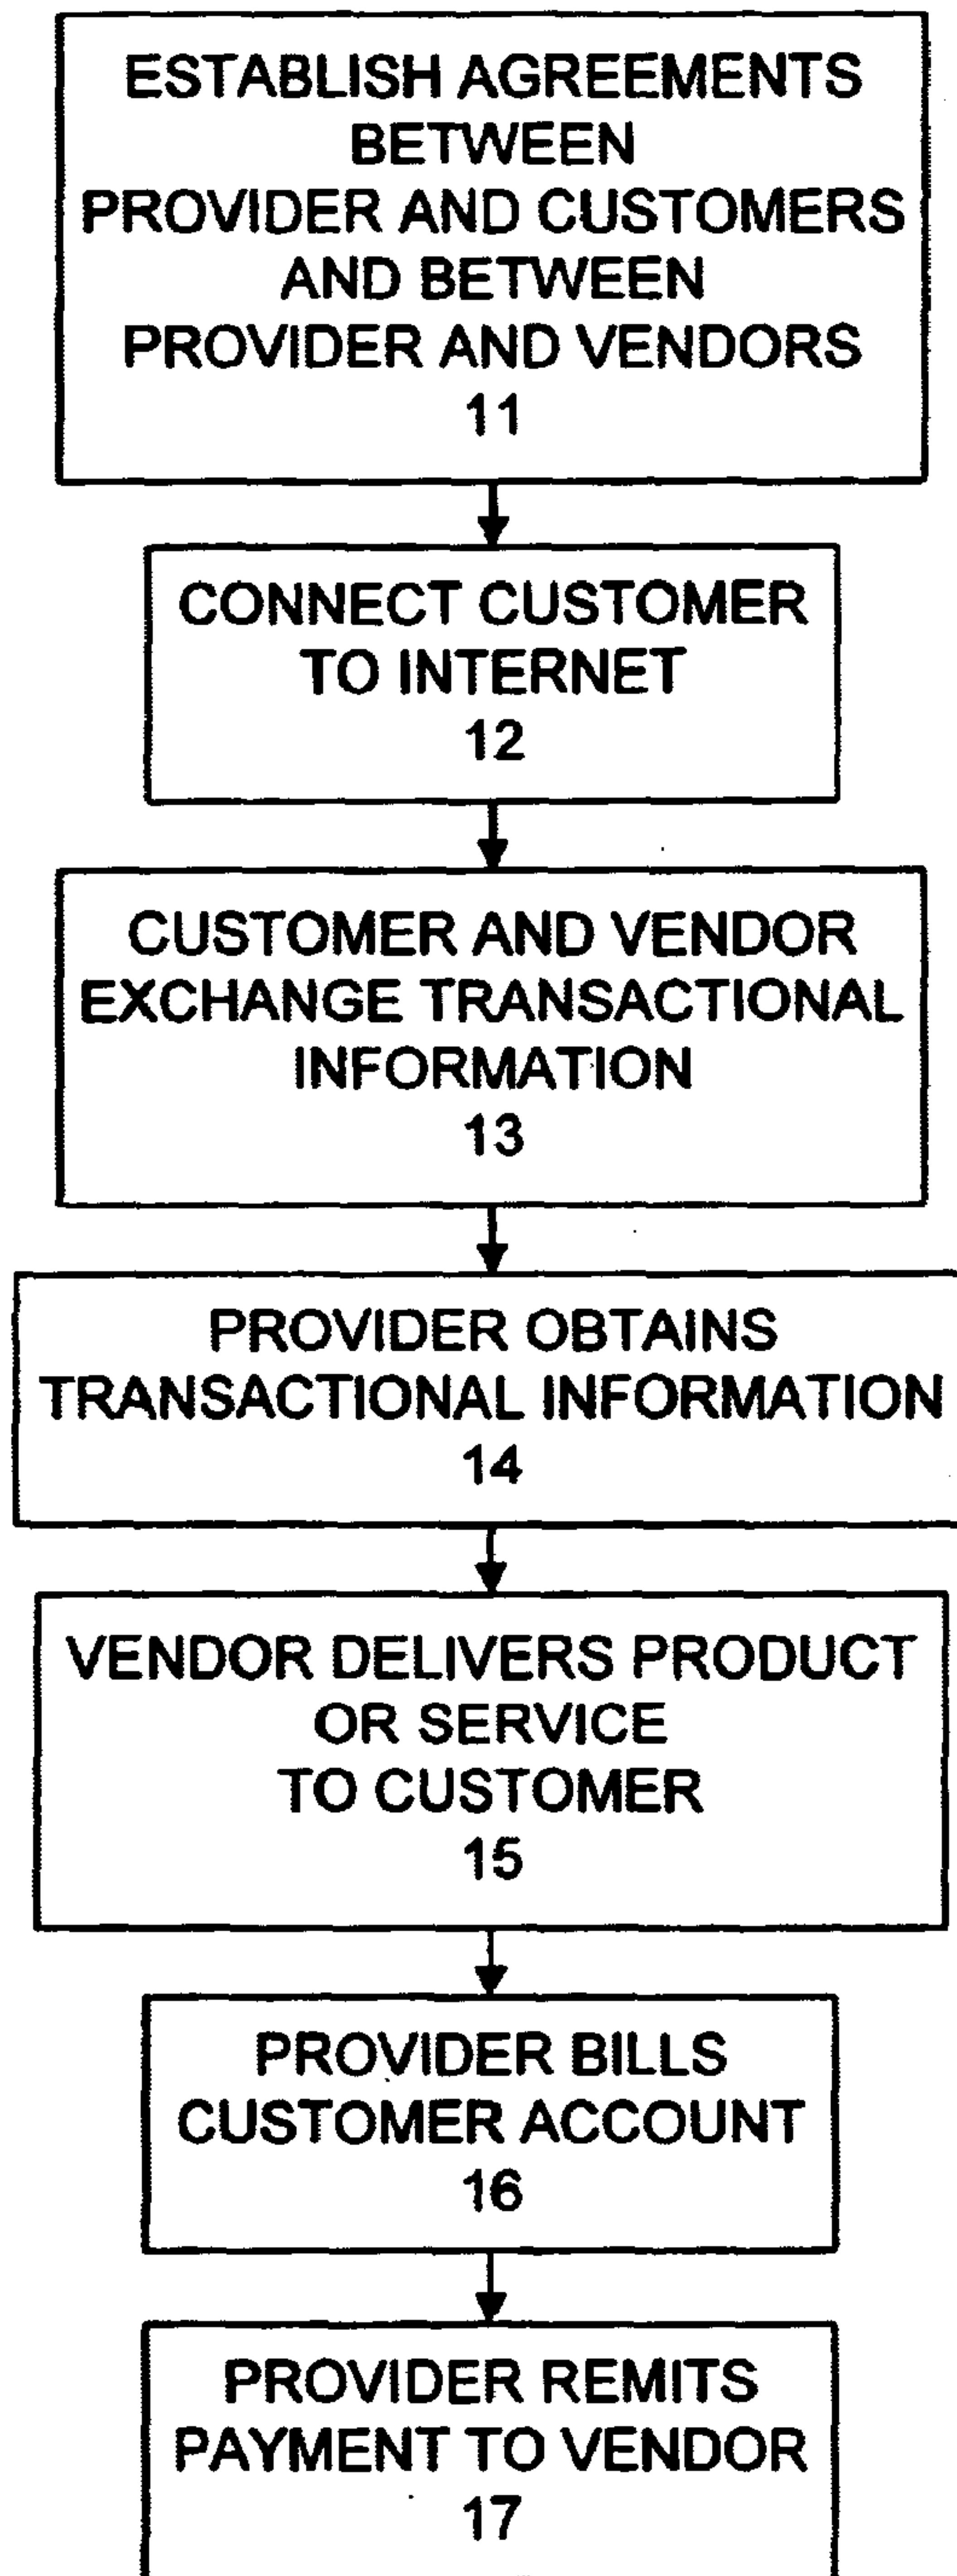 ESTABLISH AGREEMENTS
BETWEEN
PROVIDER AND CUSTOMERS
AND BETWEEN
PROVIDER AND VENDORS
11
CONNECT CUSTOMER
TO INTERNET
12
CUSTOMER AND VENDOR
EXCHANGE TRANSACTIONAL
INFORMATION
13
PROVIDER OBTAINS
TRANSACTIONAL INFORMATION
14
VENDOR DELIVERS PRODUCT
OR SERVICE
TO CUSTOMER
15
PROVIDER BILLS
CUSTOMER ACCOUNT
16
PROVIDER REMITS
PAYMENT TO VENDOR
17